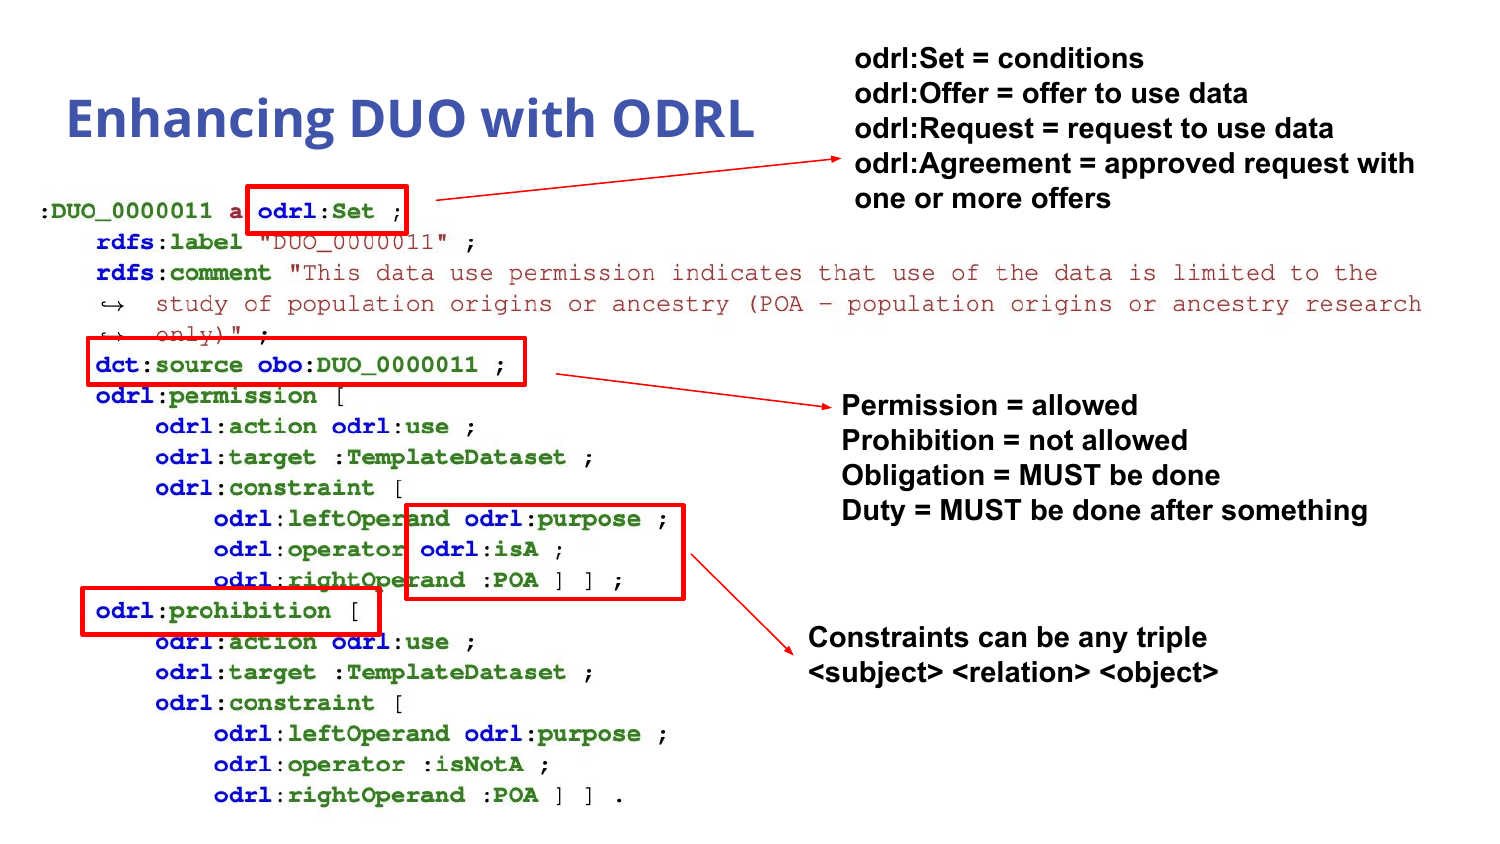 Enhancing DUO with ODRL
odrl:Set = conditions
odrl:Offer = offer to use data
odrl:Request = request to use data
odrl:Agreement = approved request with
one or more offers
:DUO_0000011 a odrl:Set ;
rdfs:label "DUO_0000011" ;
rdfs:comment "This data use permission indicates that use of the data is limited to the
↪ study of population origins or ancestry (POA - population origins or ancestry research
↪ only)" ;
dct:source obo:DUO_0000011 ;
odrl:permission [
odrl:action odrl:use ;
odrl:target :TemplateDataset ;
odrl:constraint [
odrl:leftOperand odrl:purpose ;
odrl:operator odrl:isA ;
odrl:rightOperand :POA ] ] ;
odrl:prohibition [
odrl:action odrl:use ;
odrl:target :TemplateDataset ;
odrl:constraint [
odrl:leftOperand odrl:purpose ;
odrl:operator :isNotA ;
odrl:rightOperand :POA ] ] .
Permission = allowed
Prohibition = not allowed
Obligation = MUST be done
Duty = MUST be done after something
Constraints can be any triple
<subject> <relation> <object>